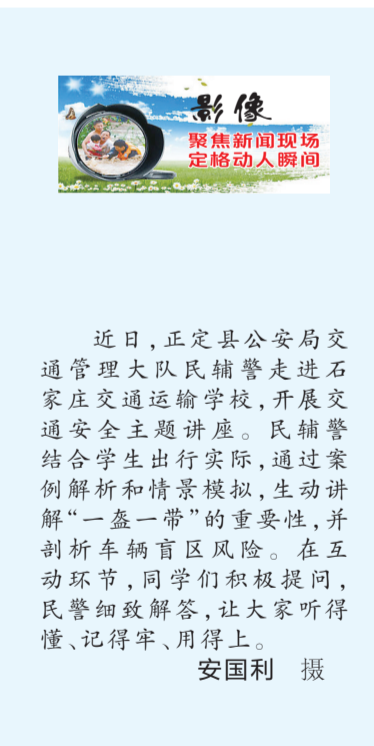 影像
聚焦新闻现场
定格动人瞬间
近日,正定县公安局交
通管理大队民辅警走进石
家庄交通运输学校,开展交
通安全主题讲座。民辅警
结合学生出行实际,通过案
例解析和情景模拟,生动讲
解“一盔一带”的重要性,并
剖析车辆盲区风险。在互
动环节,同学们积极提问,
民警细致解答,让大家听得
懂、记得牢、用得上。
安国利 摄